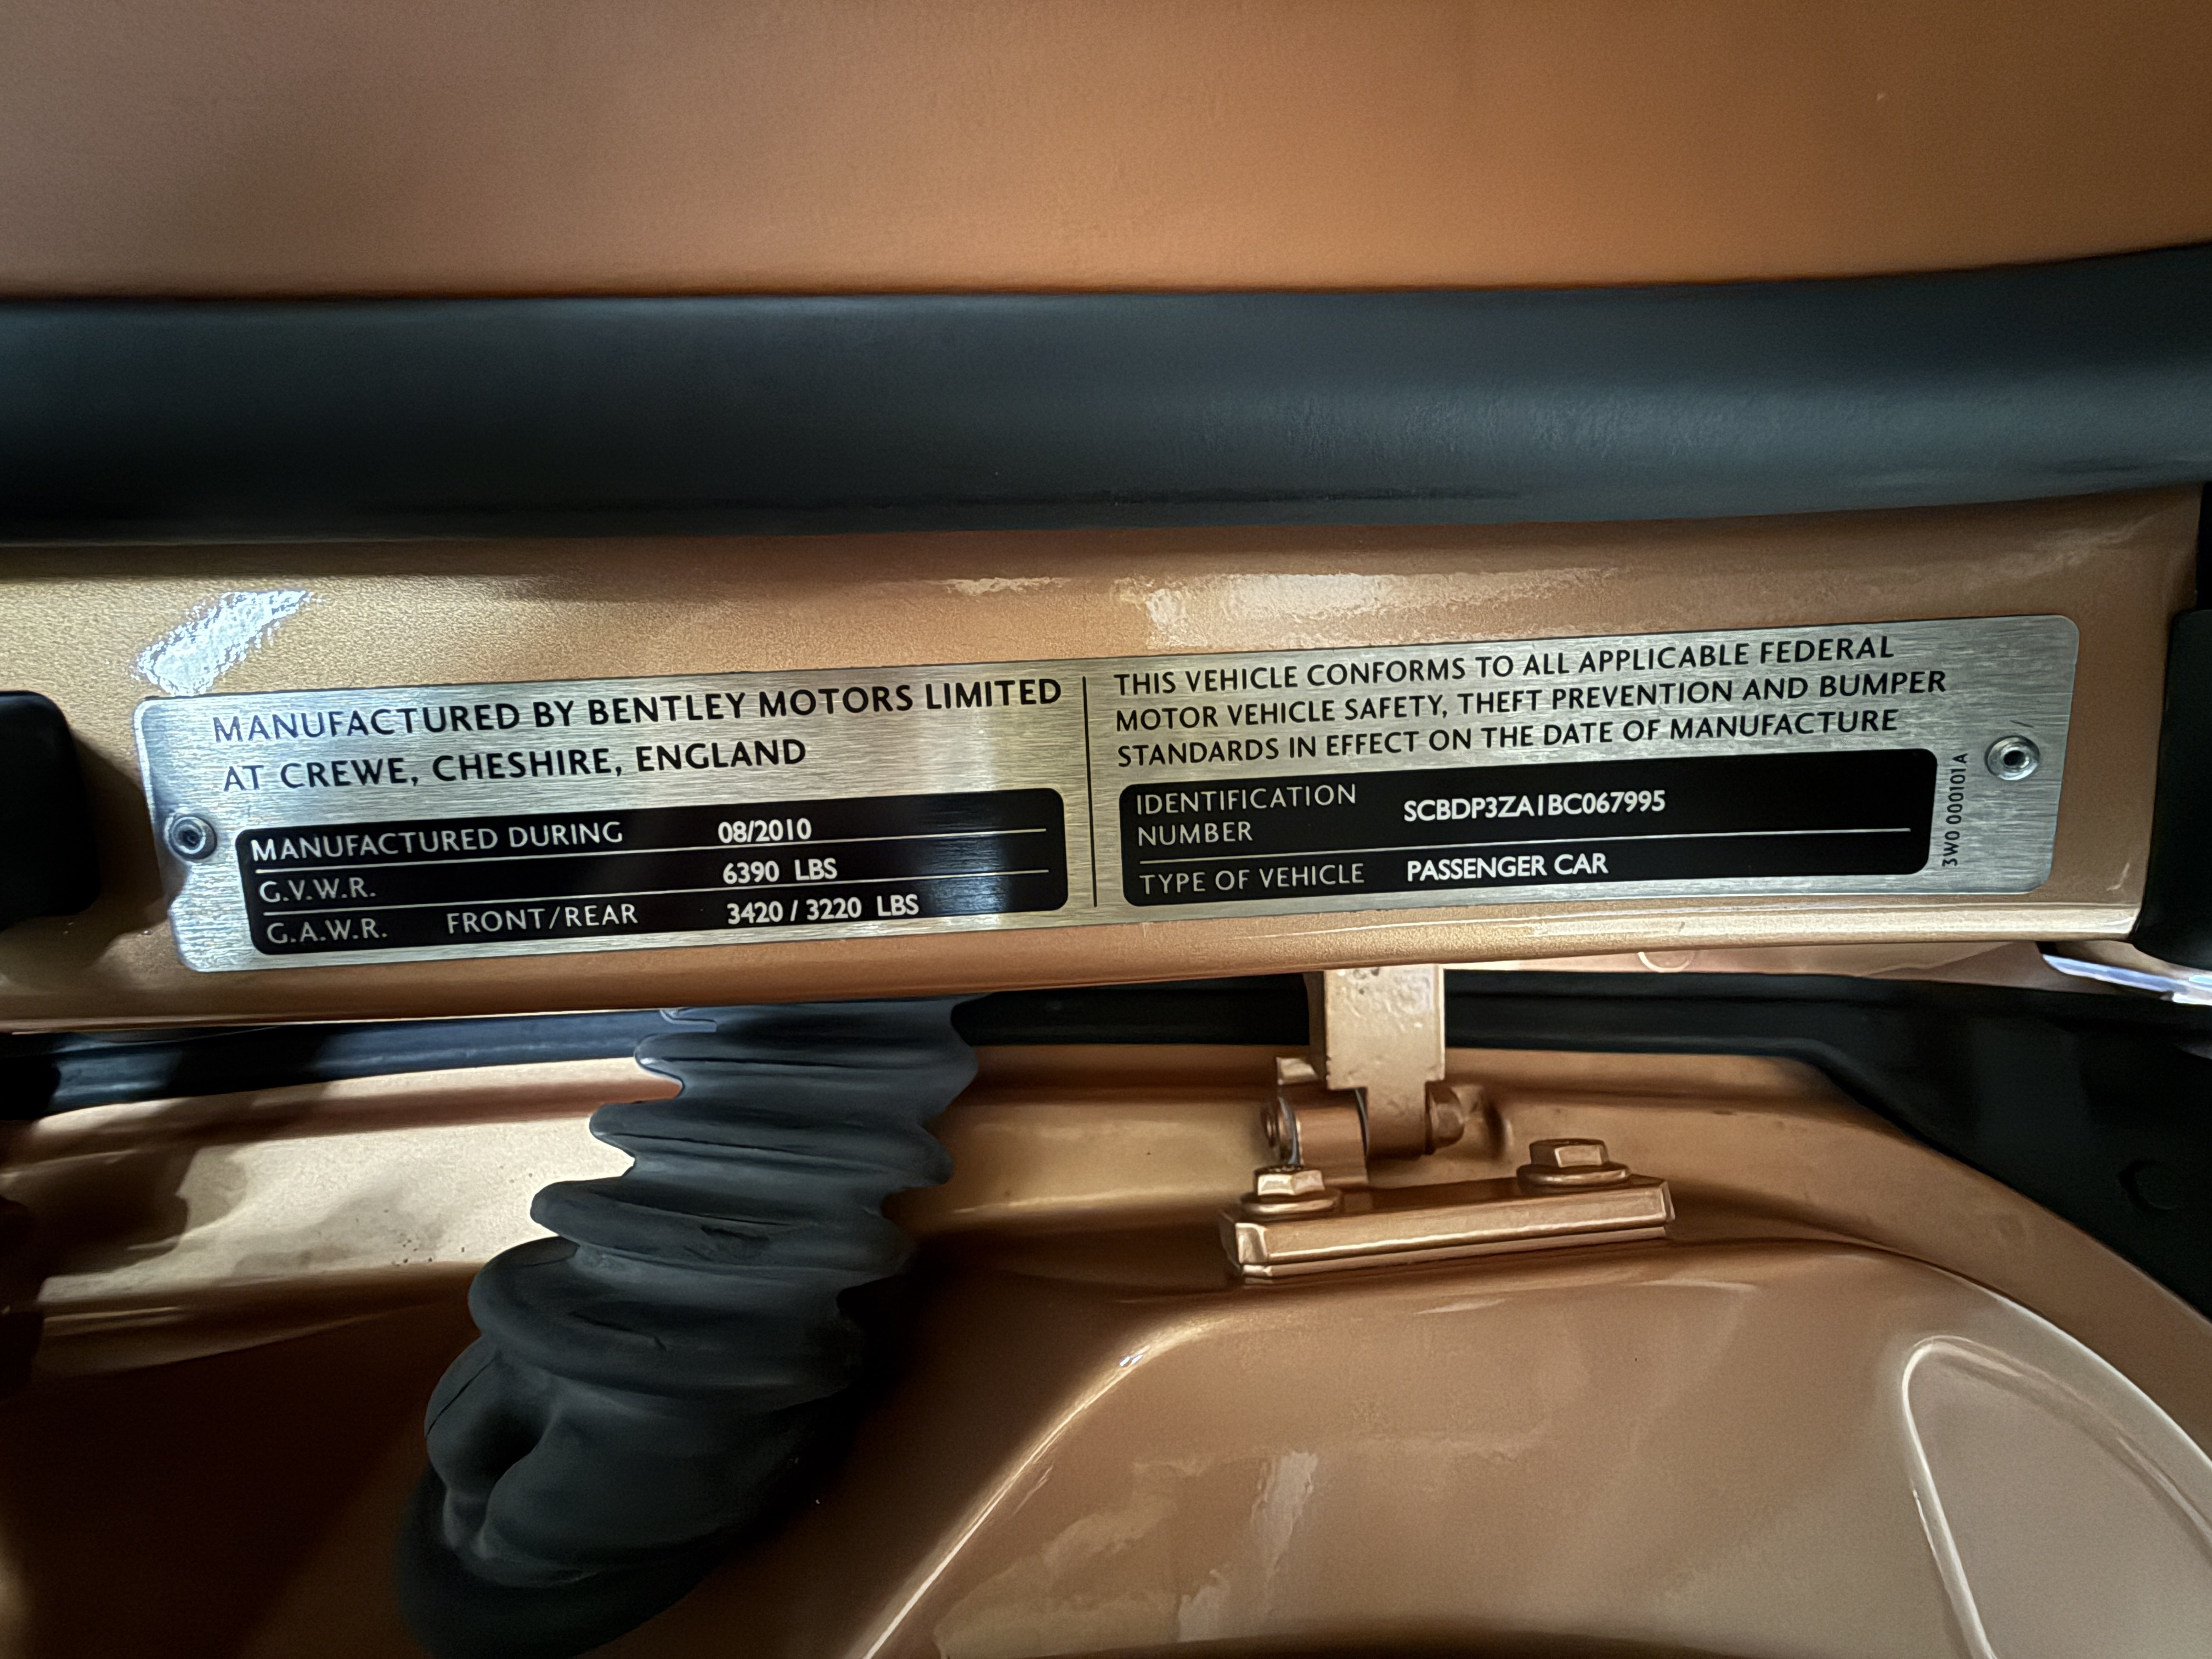 MANUFACTURED BY BENTLEY MOTORS LIMITED
AT CREWE, CHESHIRE, ENGLAND
MANUFACTURED DURING 08/2010
G.V.W.R. 6390 LBS
G.A.W.R. FRONT/REAR 3420 / 3220 LBS
THIS VEHICLE CONFORMS TO ALL APPLICABLE FEDERAL
MOTOR VEHICLE SAFETY, THEFT PREVENTION AND BUMPER
STANDARDS IN EFFECT ON THE DATE OF MANUFACTURE
IDENTIFICATION
NUMBER SCBDP3ZA1BC067995
TYPE OF VEHICLE PASSENGER CAR
3W0 000101A